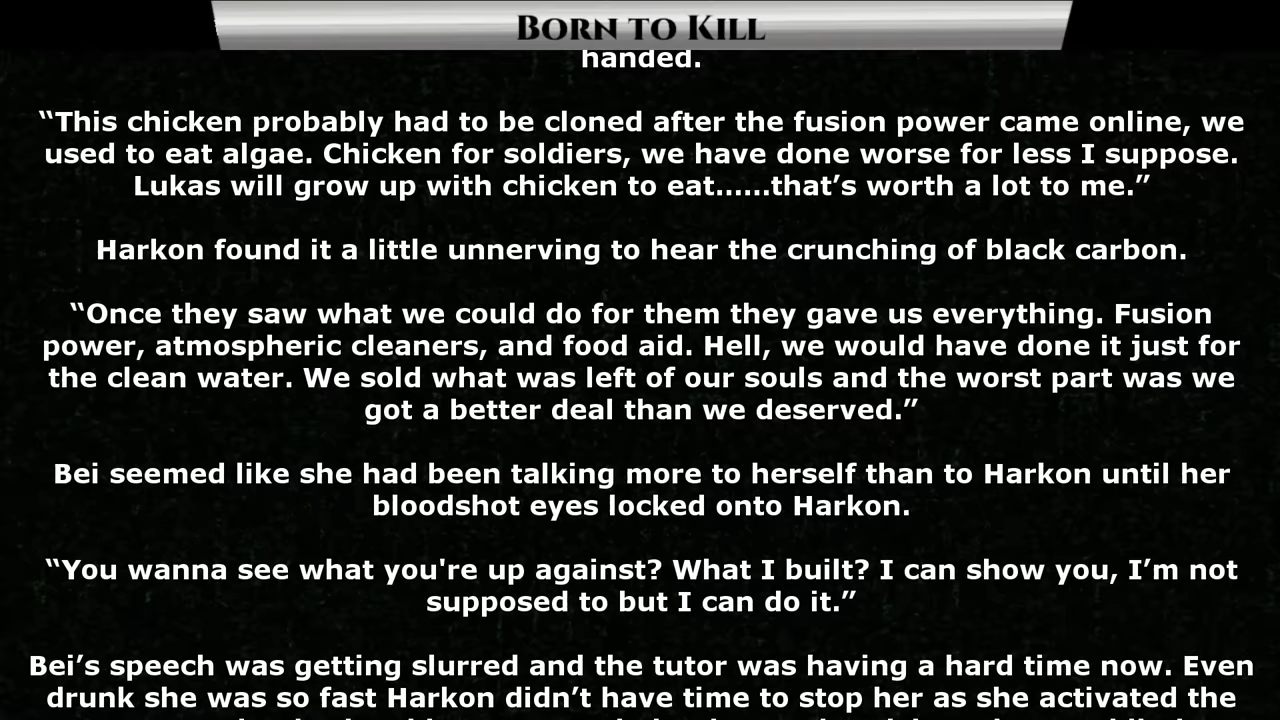 BORN TO KILL
handed.
“This chicken probably had to be cloned after the fusion power came online, we
used to eat algae. Chicken for soldiers, we have done worse for less I suppose.
Lukas will grow up with chicken to eat......that’s worth a lot to me.”
Harkon found it a little unnerving to hear the crunching of black carbon.
“Once they saw what we could do for them they gave us everything. Fusion
power, atmospheric cleaners, and food aid. Hell, we would have done it just for
the clean water. We sold what was left of our souls and the worst part was we
got a better deal than we deserved.”
Bei seemed like she had been talking more to herself than to Harkon until her
bloodshot eyes locked onto Harkon.
“You wanna see what you're up against? What I built? I can show you, I’m not
supposed to but I can do it.”
Bei’s speech was getting slurred and the tutor was having a hard time now. Even
drunk she was so fast Harkon didn’t have time to stop her as she activated the